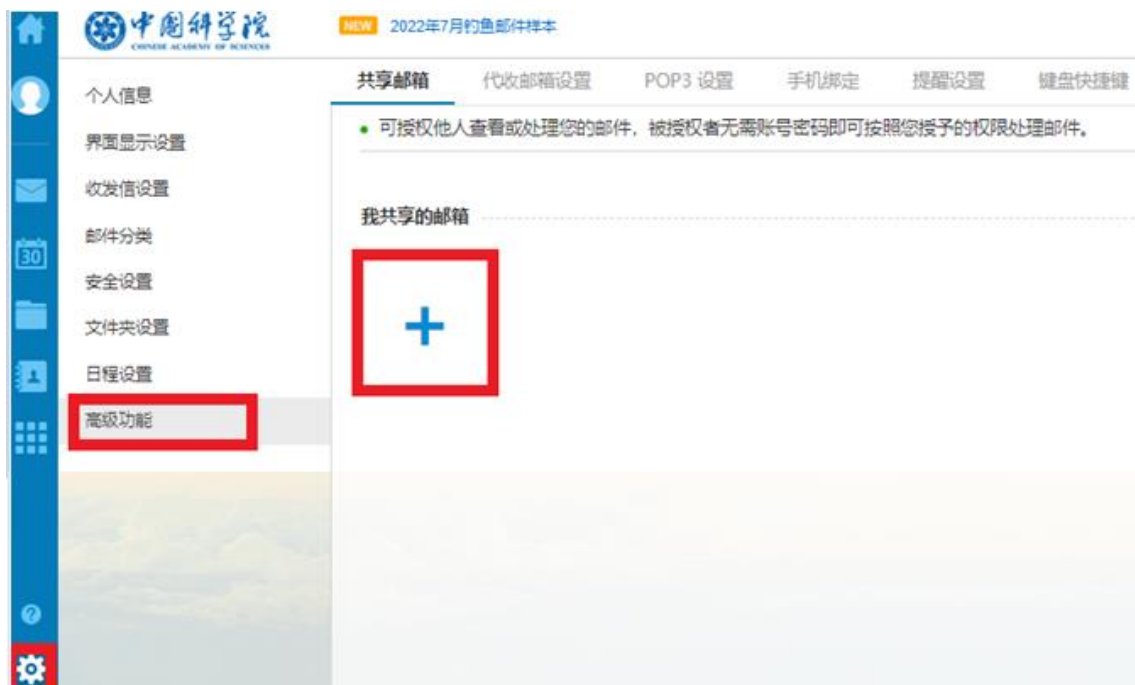 中国科学院
CHINESE ACADEMY OF SCIENCES
NEW 2022年7月钓鱼邮件样本
共享邮箱 代收邮箱设置 POP3 设置 手机绑定 提醒设置 键盘快捷键
• 可授权他人查看或处理您的邮件，被授权者无需账号密码即可按照您授予的权限处理邮件。
我共享的邮箱
+
个人信息
界面显示设置
收发信设置
邮件分类
安全设置
文件夹设置
日程设置
高级功能
30
?